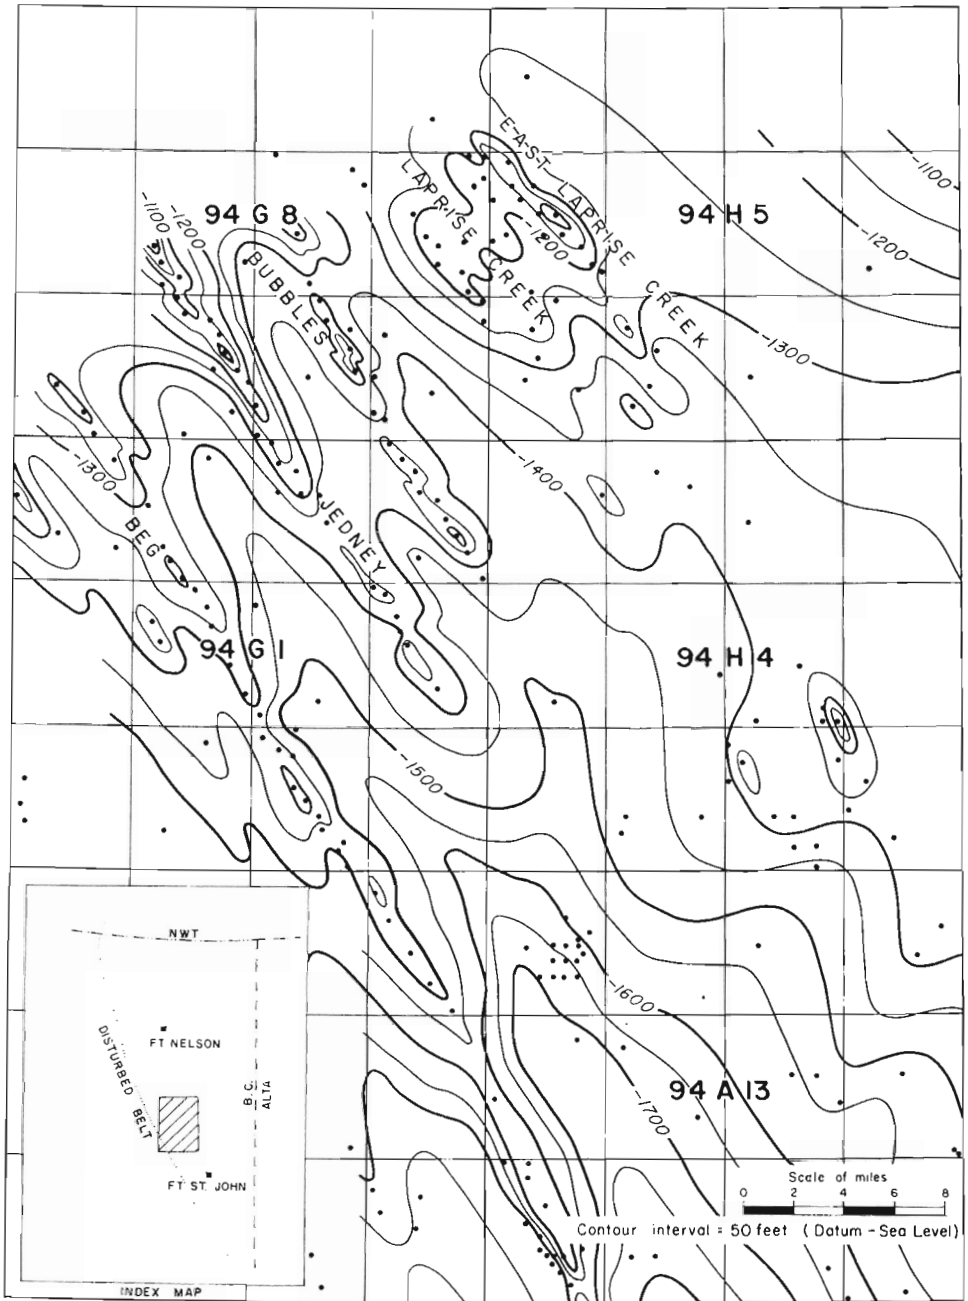 EAST LAPRISE CREEK
LAPRISE CREEK
-1100
-1100
-1200
94 G 8
94 H 5
-1200
-1200
BUBBLES
-1300
-1400
-1300
BEG
JEDNEY
94 G 1
94 H 4
-1500
-1600
94 A 13
-1700
NWT
FT NELSON
DISTURBED BELT
B.C.
ALTA
FT ST. JOHN
INDEX MAP
Scale of miles
0 2 4 6 8
Contour interval = 50 feet (Datum - Sea Level)